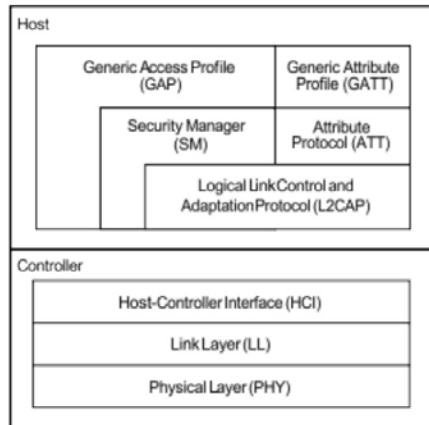 Host
Generic Access Profile
(GAP)
Generic Attribute
Profile (GATT)
Security Manager
(SM)
Attribute
Protocol (ATT)
Logical Link Control and
Adaptation Protocol (L2CAP)
Controller
Host-Controller Interface (HCI)
Link Layer (LL)
Physical Layer (PHY)